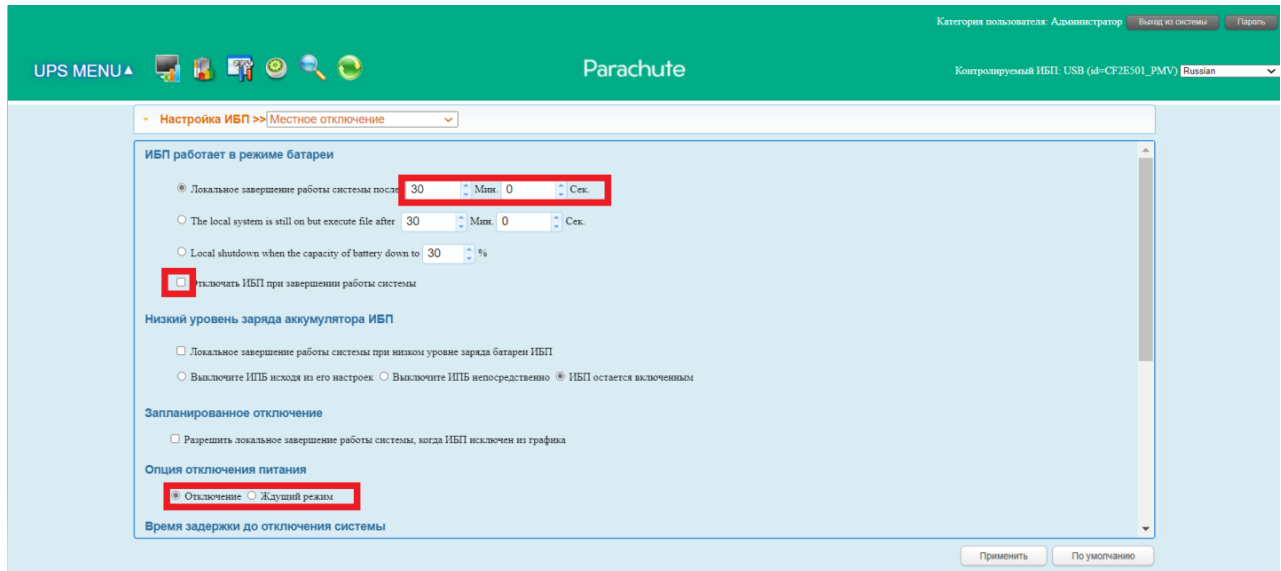 Категория пользователя: Администратор Выход из системы Пароль
UPS MENU▲ Parachute Контролируемый ИБП: USB (id=CF2E501_PMV) Russian
Настройка ИБП >> Местное отключение
ИБП работает в режиме батареи
Локальное завершение работы системы после 30 Мин. 0 Сек.
The local system is still on but execute file after 30 Мин. 0 Сек.
Local shutdown when the capacity of battery down to 30 %
Отключать ИБП при завершении работы системы
Низкий уровень заряда аккумулятора ИБП
Локальное завершение работы системы при низком уровне заряда батареи ИБП
Выключите ИПБ исходя из его настроек Выключите ИПБ непосредственно ИБП остается включенным
Запланированное отключение
Разрешить локальное завершение работы системы, когда ИБП исключен из графика
Опция отключения питания
Отключение Ждущий режим
Время задержки до отключения системы
Применить По умолчанию